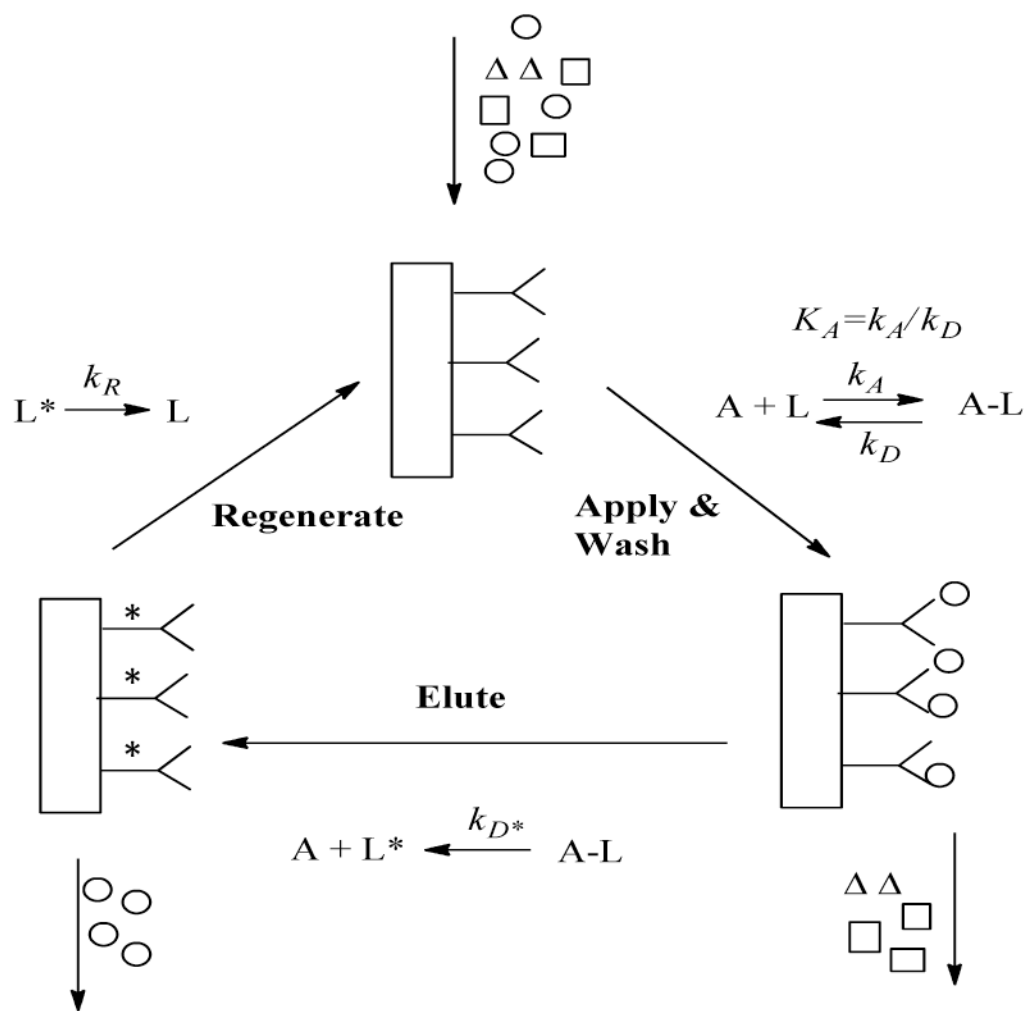 Δ Δ
K_A=k_A/k_D
k_R
L* → L
k_A
A + L ⇄ A-L
k_D
Regenerate
Apply &
Wash
*
*
*
Elute
k_D*
A + L* ← A-L
Δ Δ